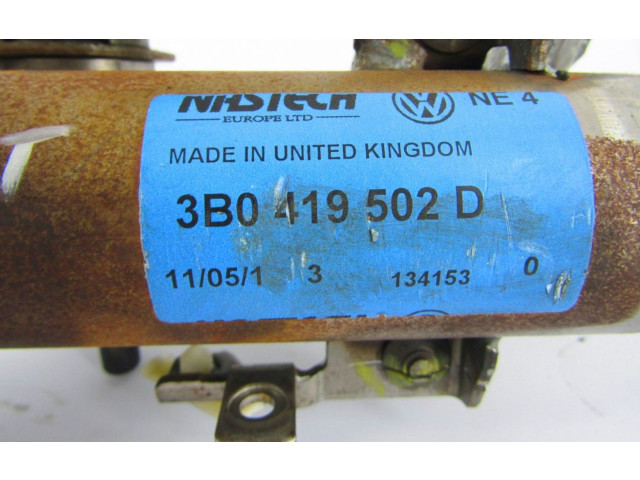 NASTECH
EUROPE LTD
NE 4
MADE IN UNITED KINGDOM
3B0 419 502 D
11/05/1 3 134153 0